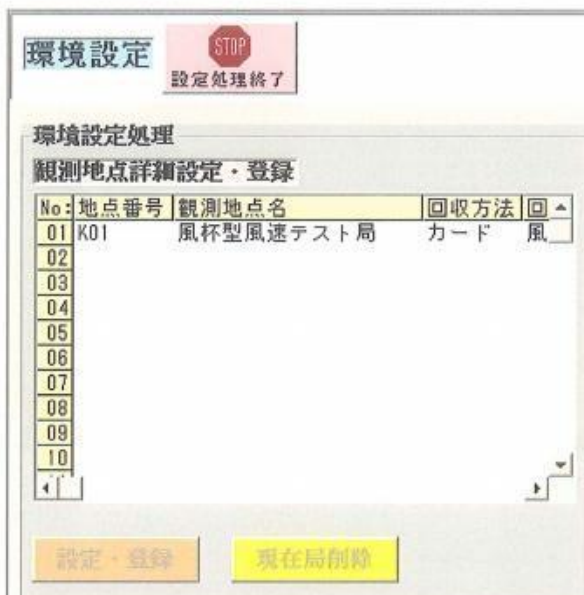 環境設定
STOP
設定処理終了
環境設定処理
観測地点詳細設定・登録
No: 地点番号 観測地点名 回収方法 回
01 K01 風杯型風速テスト局 カード 風
02
03
04
05
06
07
08
09
10
設定・登録 現在局削除